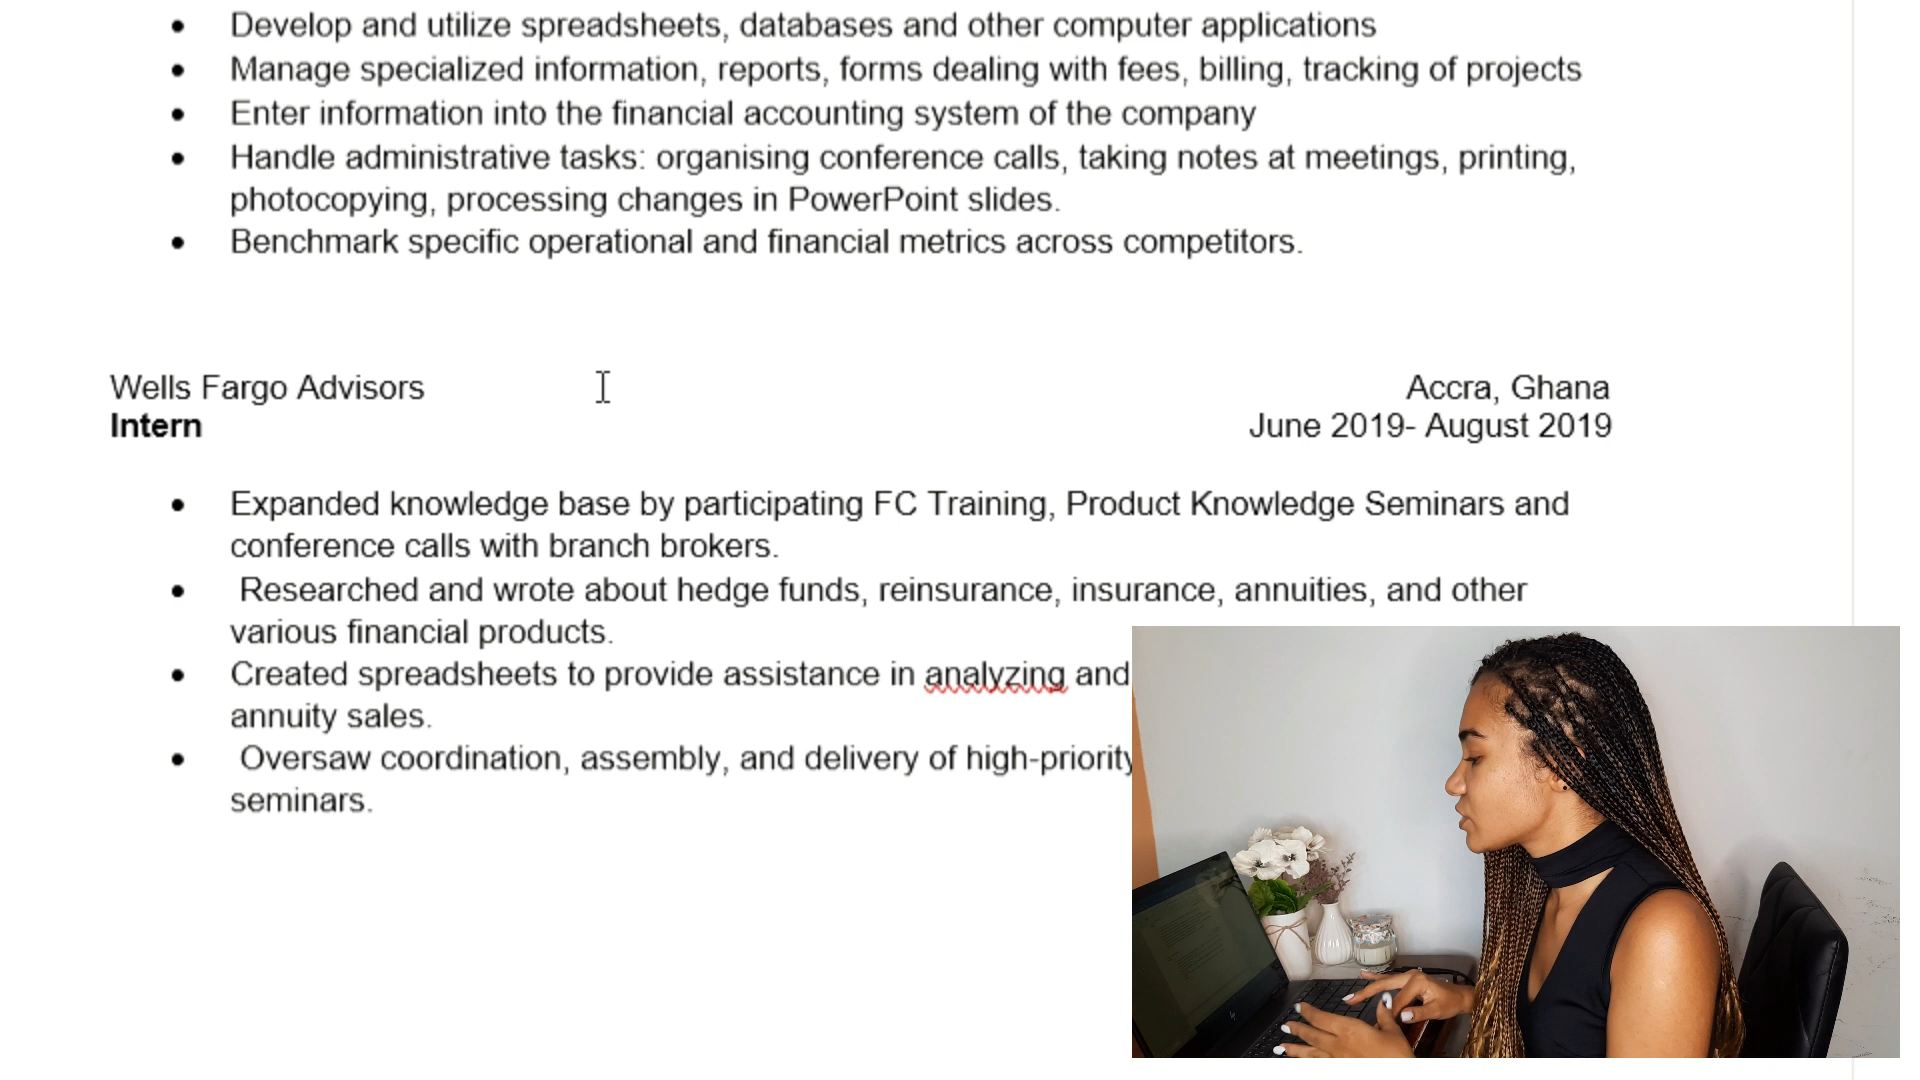 Develop and utilize spreadsheets, databases and other computer applications
Manage specialized information, reports, forms dealing with fees, billing, tracking of projects
Enter information into the financial accounting system of the company
Handle administrative tasks: organising conference calls, taking notes at meetings, printing,
photocopying, processing changes in PowerPoint slides.
Benchmark specific operational and financial metrics across competitors.
Wells Fargo Advisors Accra, Ghana
Intern June 2019- August 2019
Expanded knowledge base by participating FC Training, Product Knowledge Seminars and
conference calls with branch brokers.
Researched and wrote about hedge funds, reinsurance, insurance, annuities, and other
various financial products.
Created spreadsheets to provide assistance in analyzing and
annuity sales.
Oversaw coordination, assembly, and delivery of high-priority
seminars.